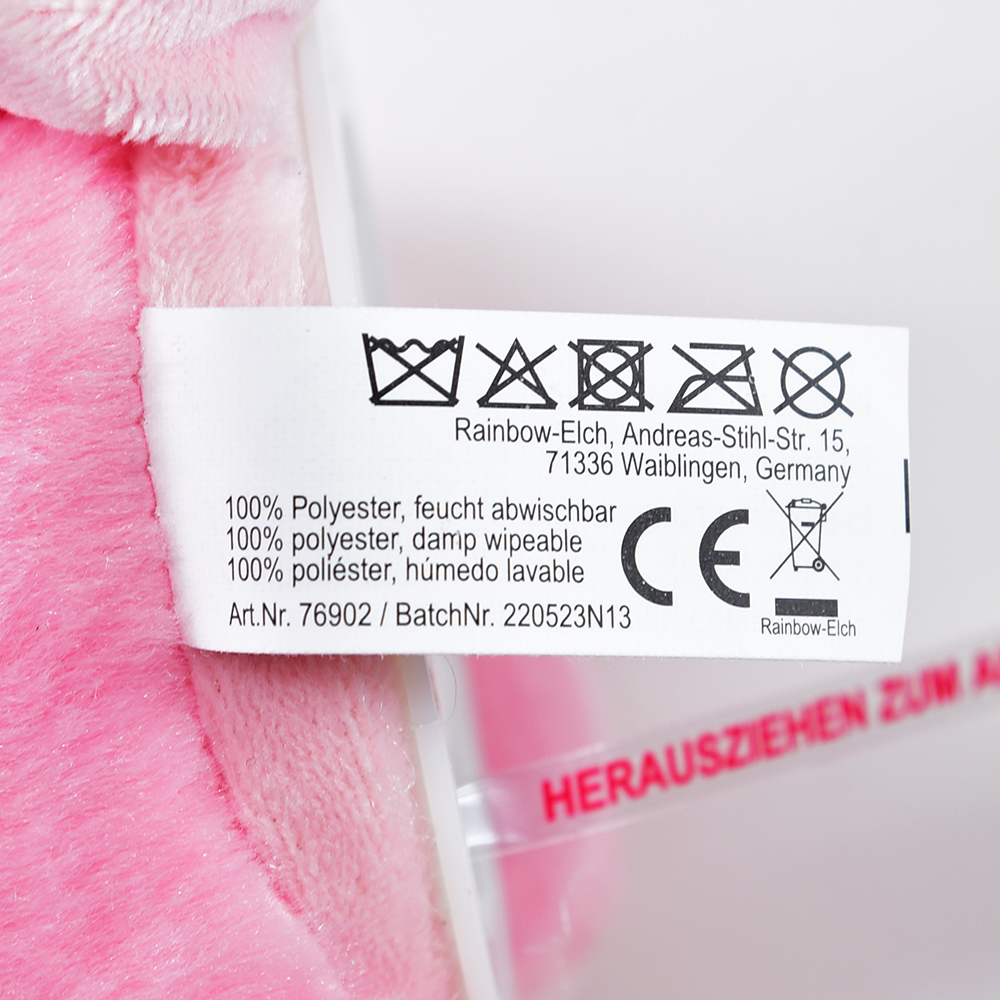 Rainbow-Elch, Andreas-Stihl-Str. 15,
71336 Waiblingen, Germany
100% Polyester, feucht abwischbar
100% polyester, damp wipeable
100% poliéster, húmedo lavable
Art.Nr. 76902 / BatchNr. 220523N13
CE
Rainbow-Elch
HERAUSZIEHEN ZUM